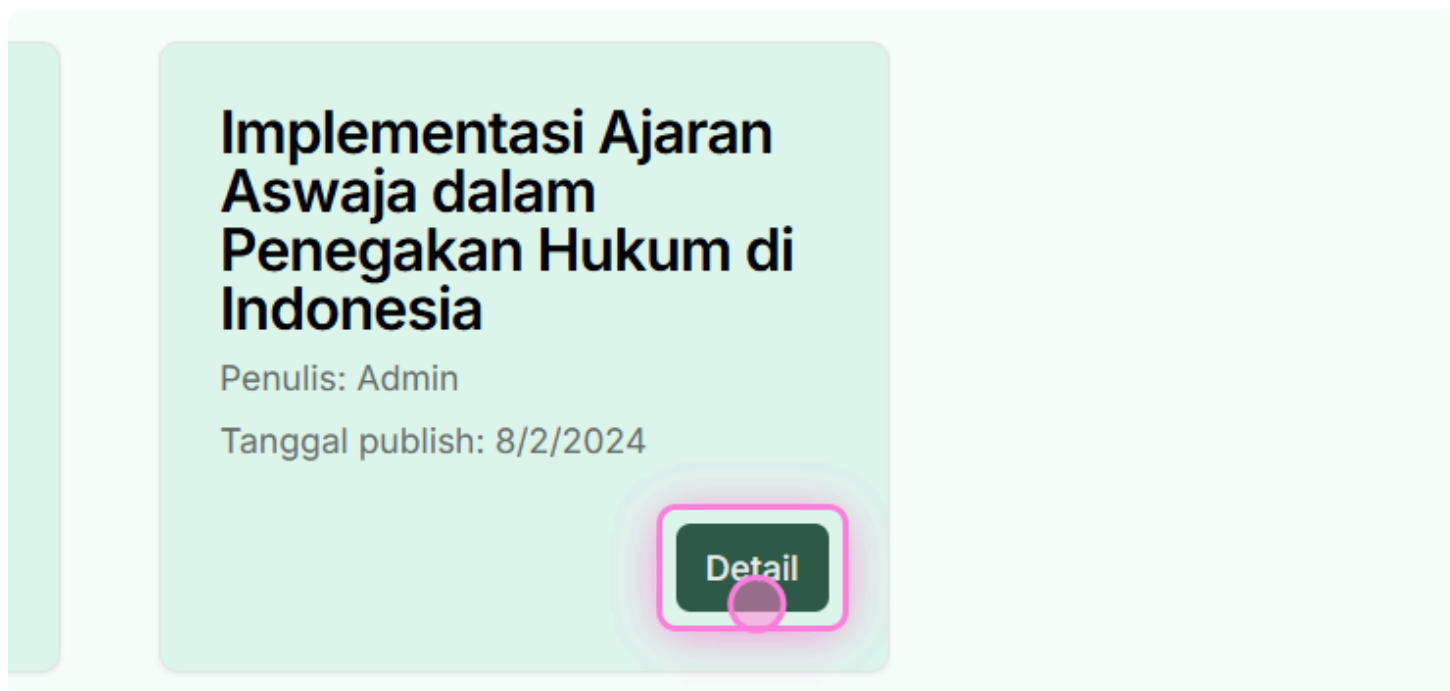 Implementasi Ajaran
Aswaja dalam
Penegakan Hukum di
Indonesia
Penulis: Admin
Tanggal publish: 8/2/2024
Detail